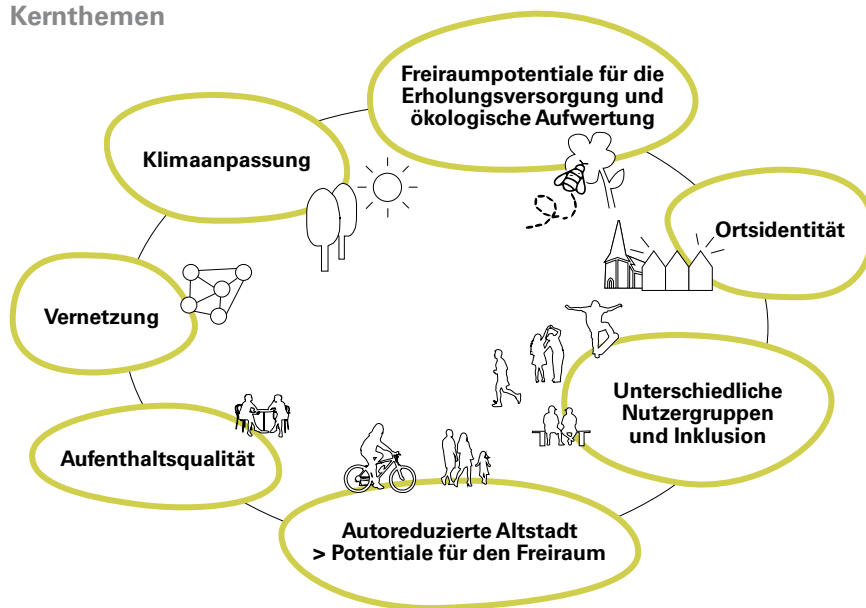 Kernthemen
Freiraumpotentiale für die
Erholungsversorgung und
ökologische Aufwertung
Klimaanpassung
Ortsidentität
Vernetzung
Unterschiedliche
Nutzergruppen
und Inklusion
Aufenthaltsqualität
Autoreduzierte Altstadt
> Potentiale für den Freiraum